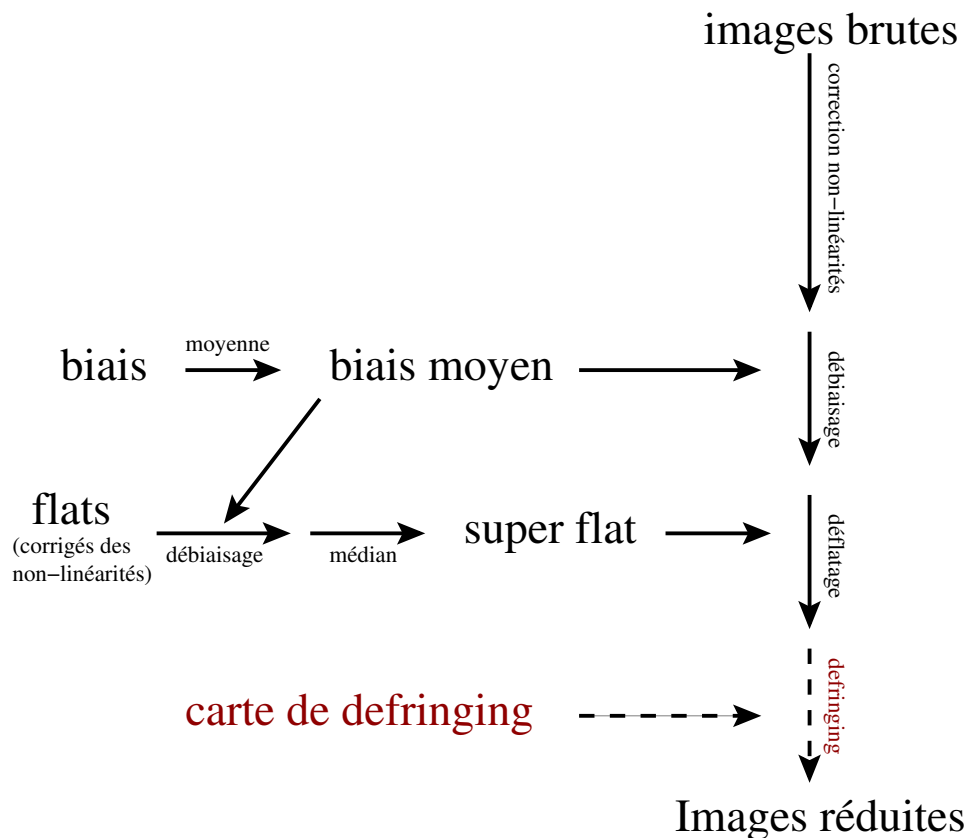 images brutes
correction non−linéarités
moyenne
biais
biais moyen
débiaisage
flats
(corrigés des
non−linéarités)
débiaisage
médian
super flat
déflatage
carte de defringing
defringing
Images réduites